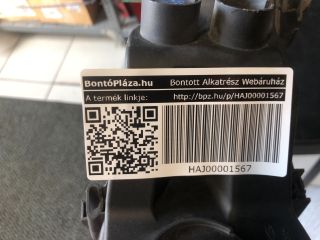 BontóPláza.hu Bontott Alkatrész Webáruház
A termék linkje: http://bpz.hu/p/HAJ00001567
HAJ00001567